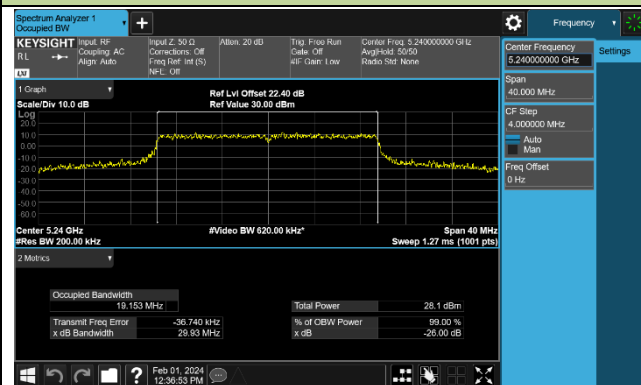 Spectrum Analyzer 1
Occupied BW
Frequency
KEYSIGHT
RL
LXI
Input: RF
Coupling: AC
Align: Auto
Input Z: 50 Ω
Corrections: Off
Freq Ref: Int (S)
NFE: Off
Atten: 20 dB
Trig: Free Run
Gate: Off
#IF Gain: Low
Center Freq: 5.240000000 GHz
Avg|Hold: 50/50
Radio Std: None
Center Frequency
5.240000000 GHz
Settings
Span
40.000 MHz
CF Step
4.000000 MHz
Auto
Man
Freq Offset
0 Hz
1 Graph
Scale/Div 10.0 dB
Ref Lvl Offset 22.40 dB
Ref Value 30.00 dBm
Log
20.0
10.0
0.00
-10.0
-20.0
-30.0
-40.0
-50.0
-60.0
Center 5.24 GHz
#Res BW 200.00 kHz
#Video BW 620.00 kHz*
Span 40 MHz
Sweep 1.27 ms (1001 pts)
2 Metrics
Occupied Bandwidth
19.153 MHz
Total Power 28.1 dBm
Transmit Freq Error -36.740 kHz
% of OBW Power 99.00 %
x dB Bandwidth 29.93 MHz
x dB -26.00 dB
Feb 01, 2024
12:36:53 PM